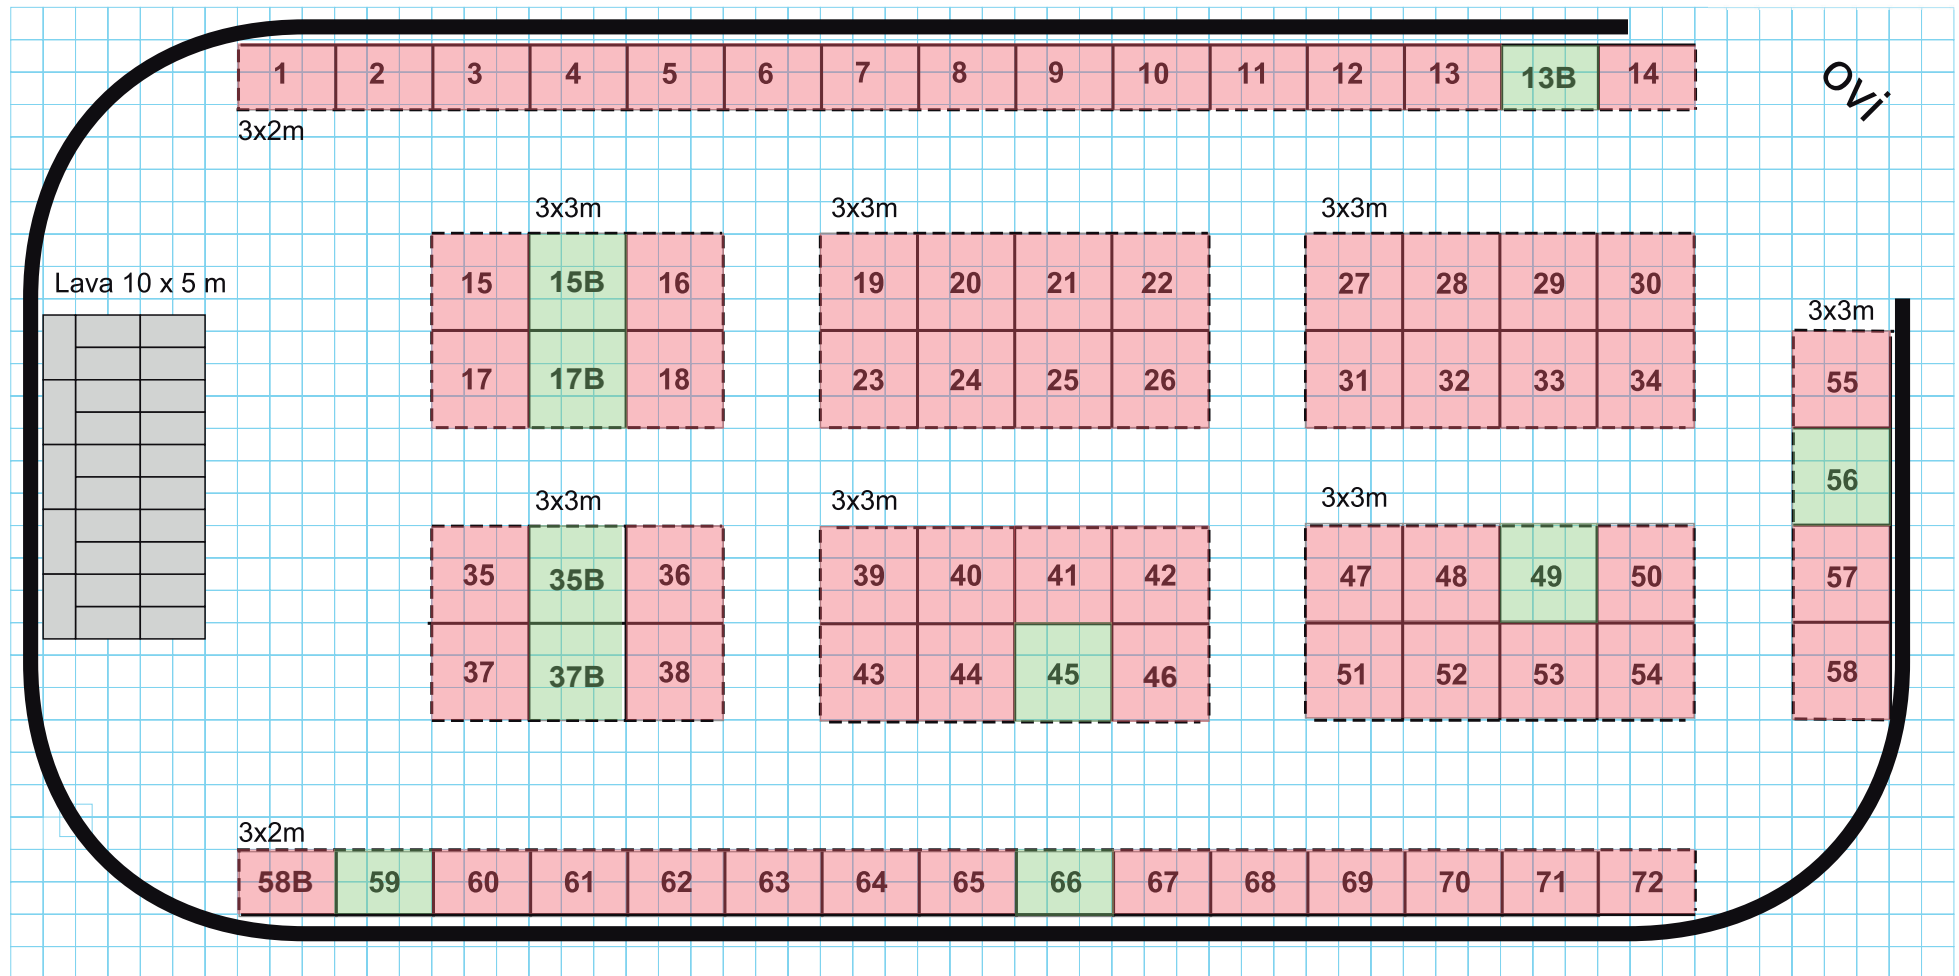 1 2 3 4 5 6 7 8 9 10 11 12 13 13B 14
Ovi
3x2m
3x3m 3x3m 3x3m
15 15B 16 19 20 21 22 27 28 29 30
Lava 10 x 5 m
3x3m
17 17B 18 23 24 25 26 31 32 33 34 55
56
3x3m 3x3m 3x3m
35 35B 36 39 40 41 42 47 48 49 50 57
37 37B 38 43 44 45 46 51 52 53 54 58
3x2m
58B 59 60 61 62 63 64 65 66 67 68 69 70 71 72